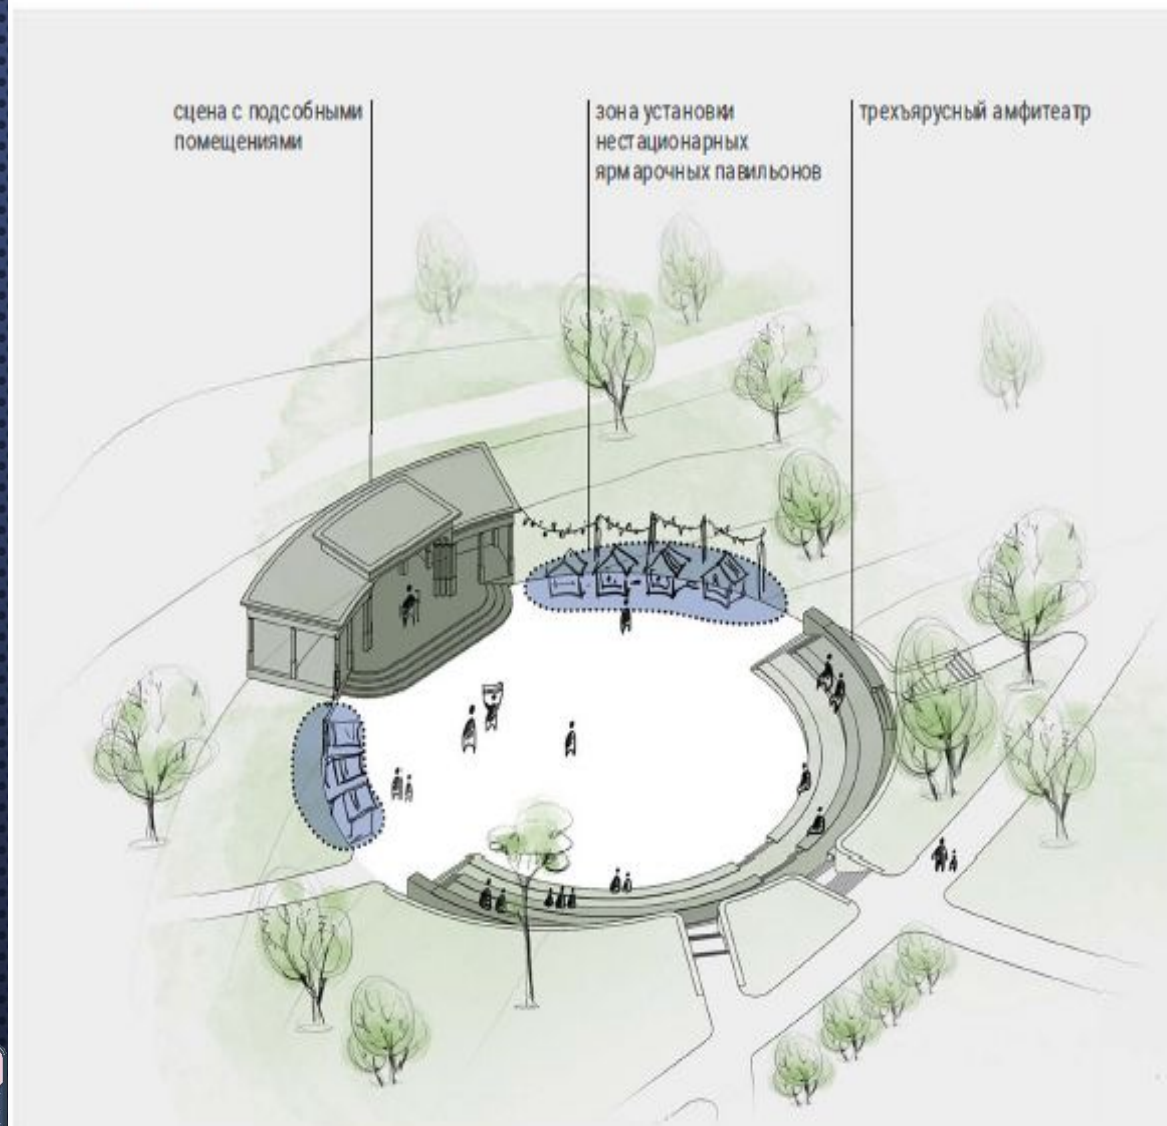 сцена с подсобными
помещениями
зона установки
нестационарных
ярмарочных павильонов
трехъярусный амфитеатр